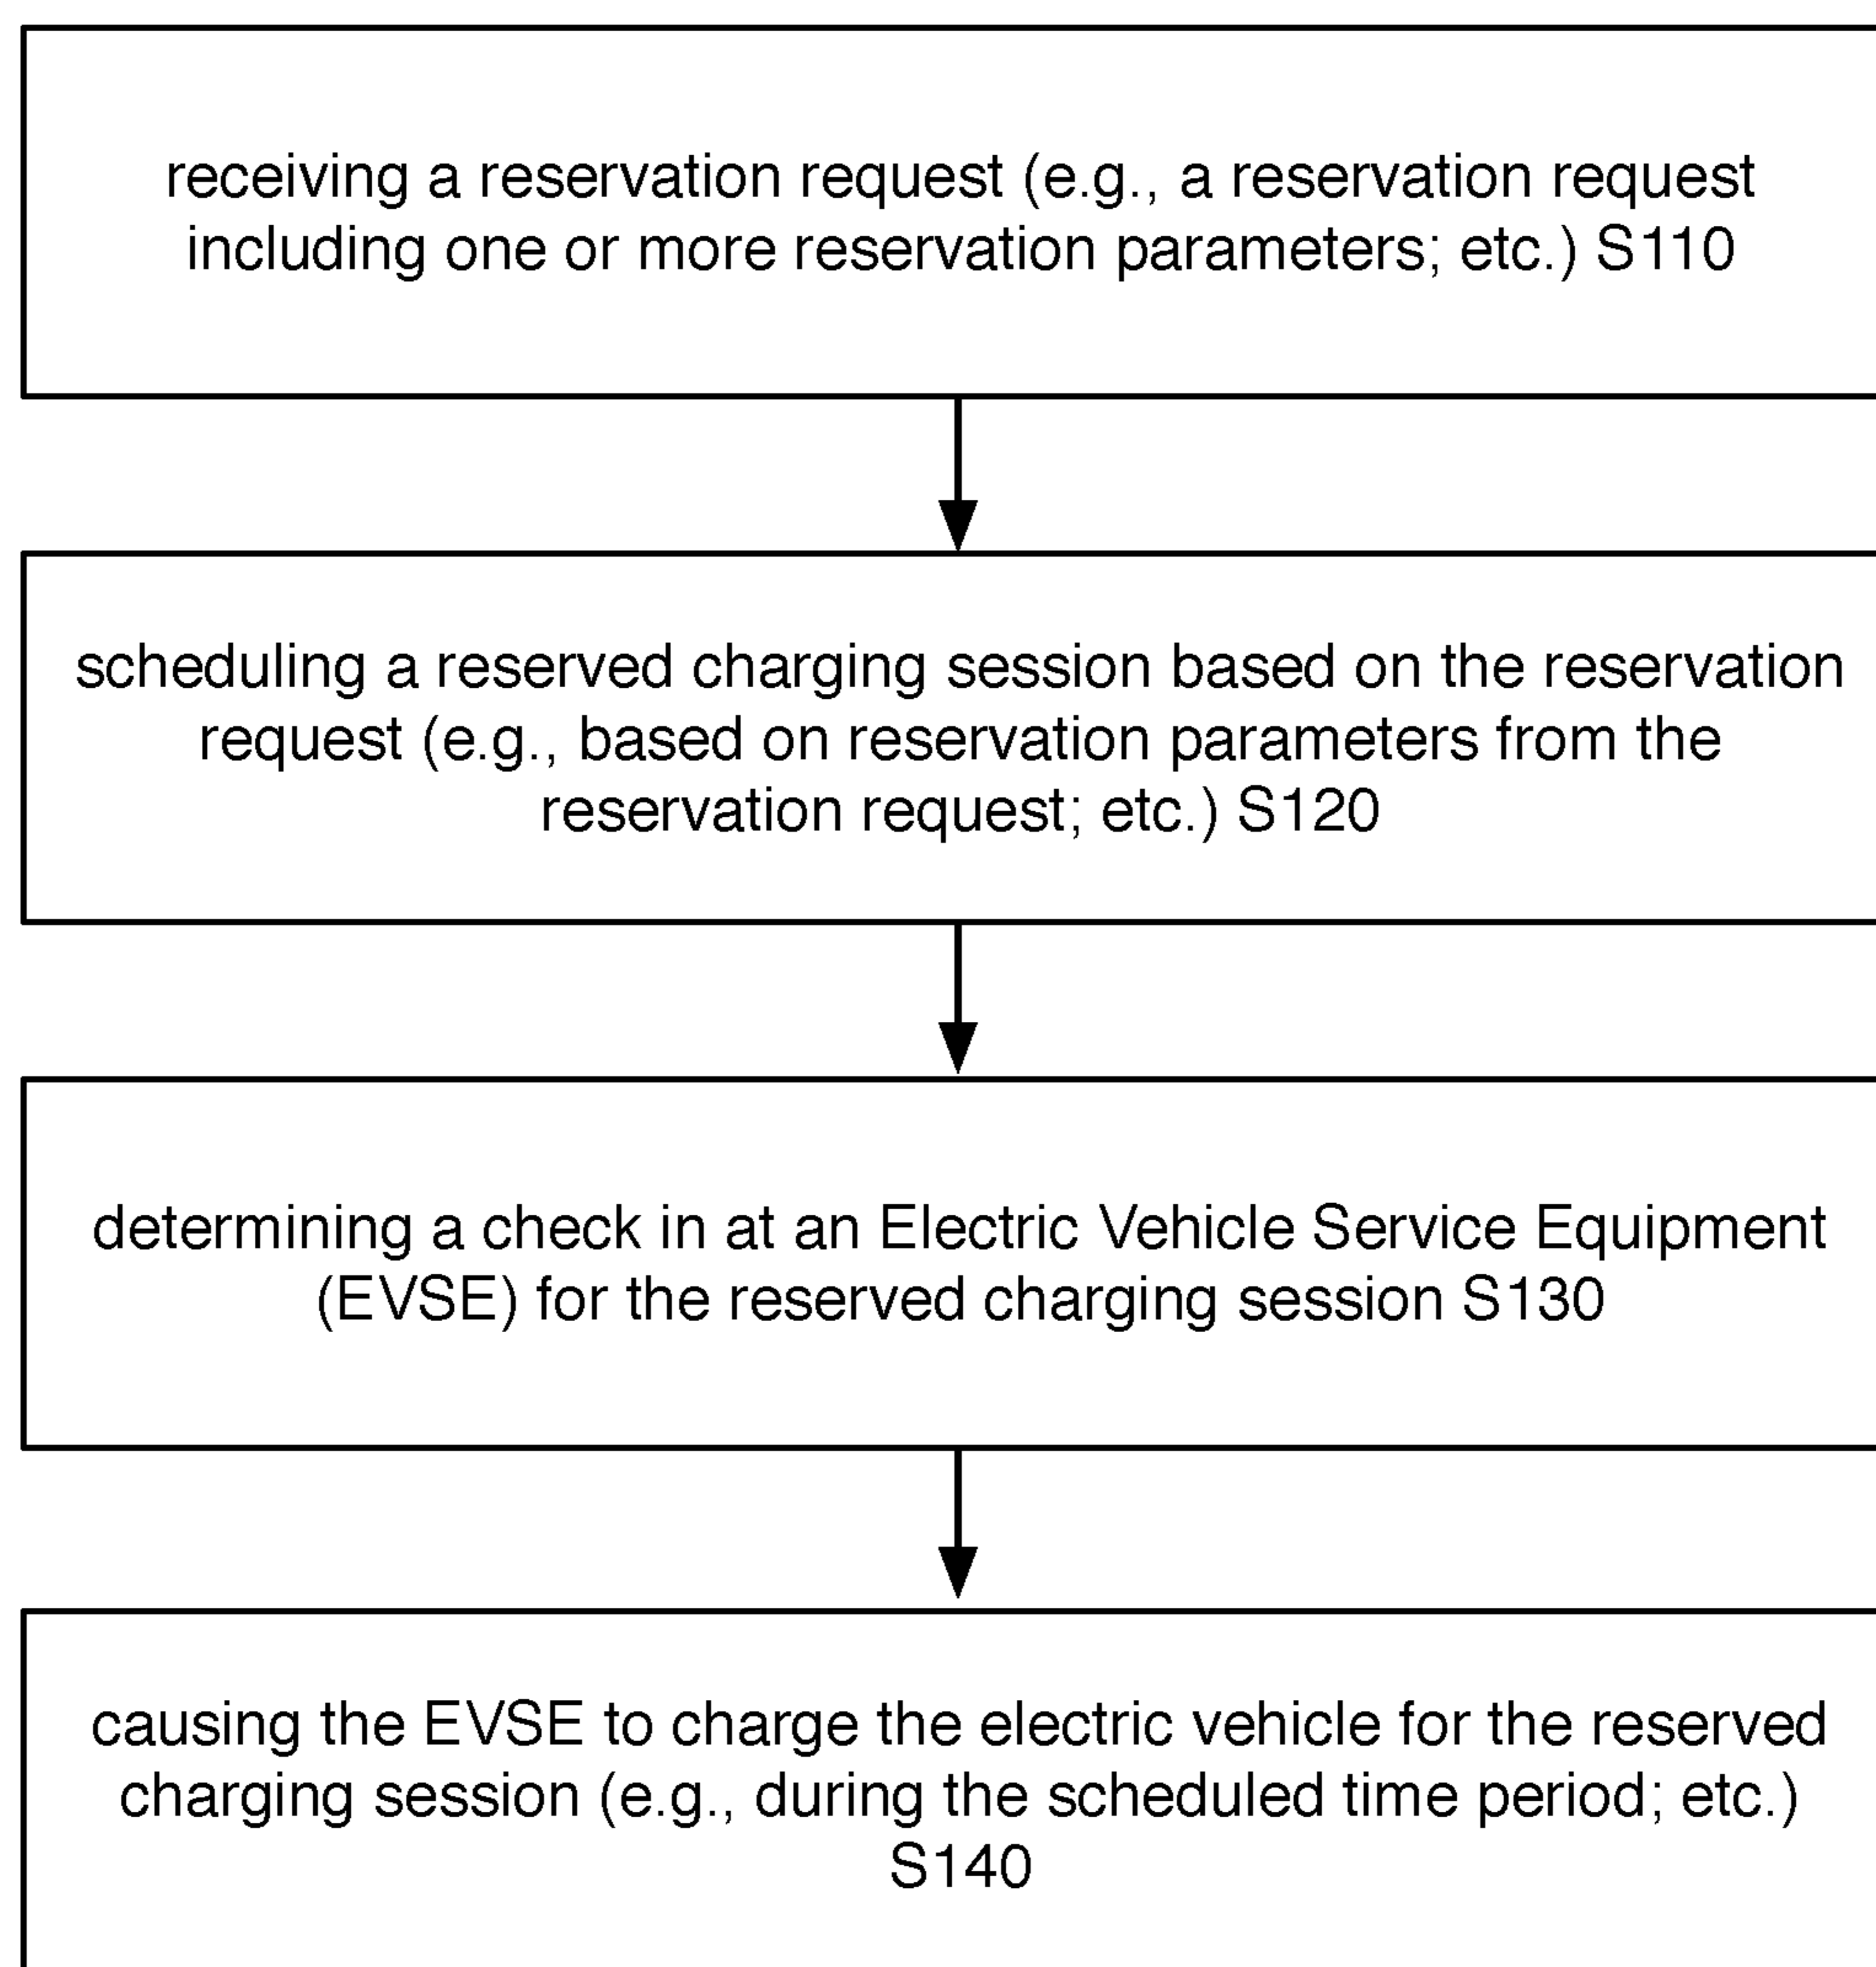 receiving a reservation request (e.g., a reservation request
including one or more reservation parameters; etc.) S110
scheduling a reserved charging session based on the reservation
request (e.g., based on reservation parameters from the
reservation request; etc.) S120
determining a check in at an Electric Vehicle Service Equipment
(EVSE) for the reserved charging session S130
causing the EVSE to charge the electric vehicle for the reserved
charging session (e.g., during the scheduled time period; etc.)
S140